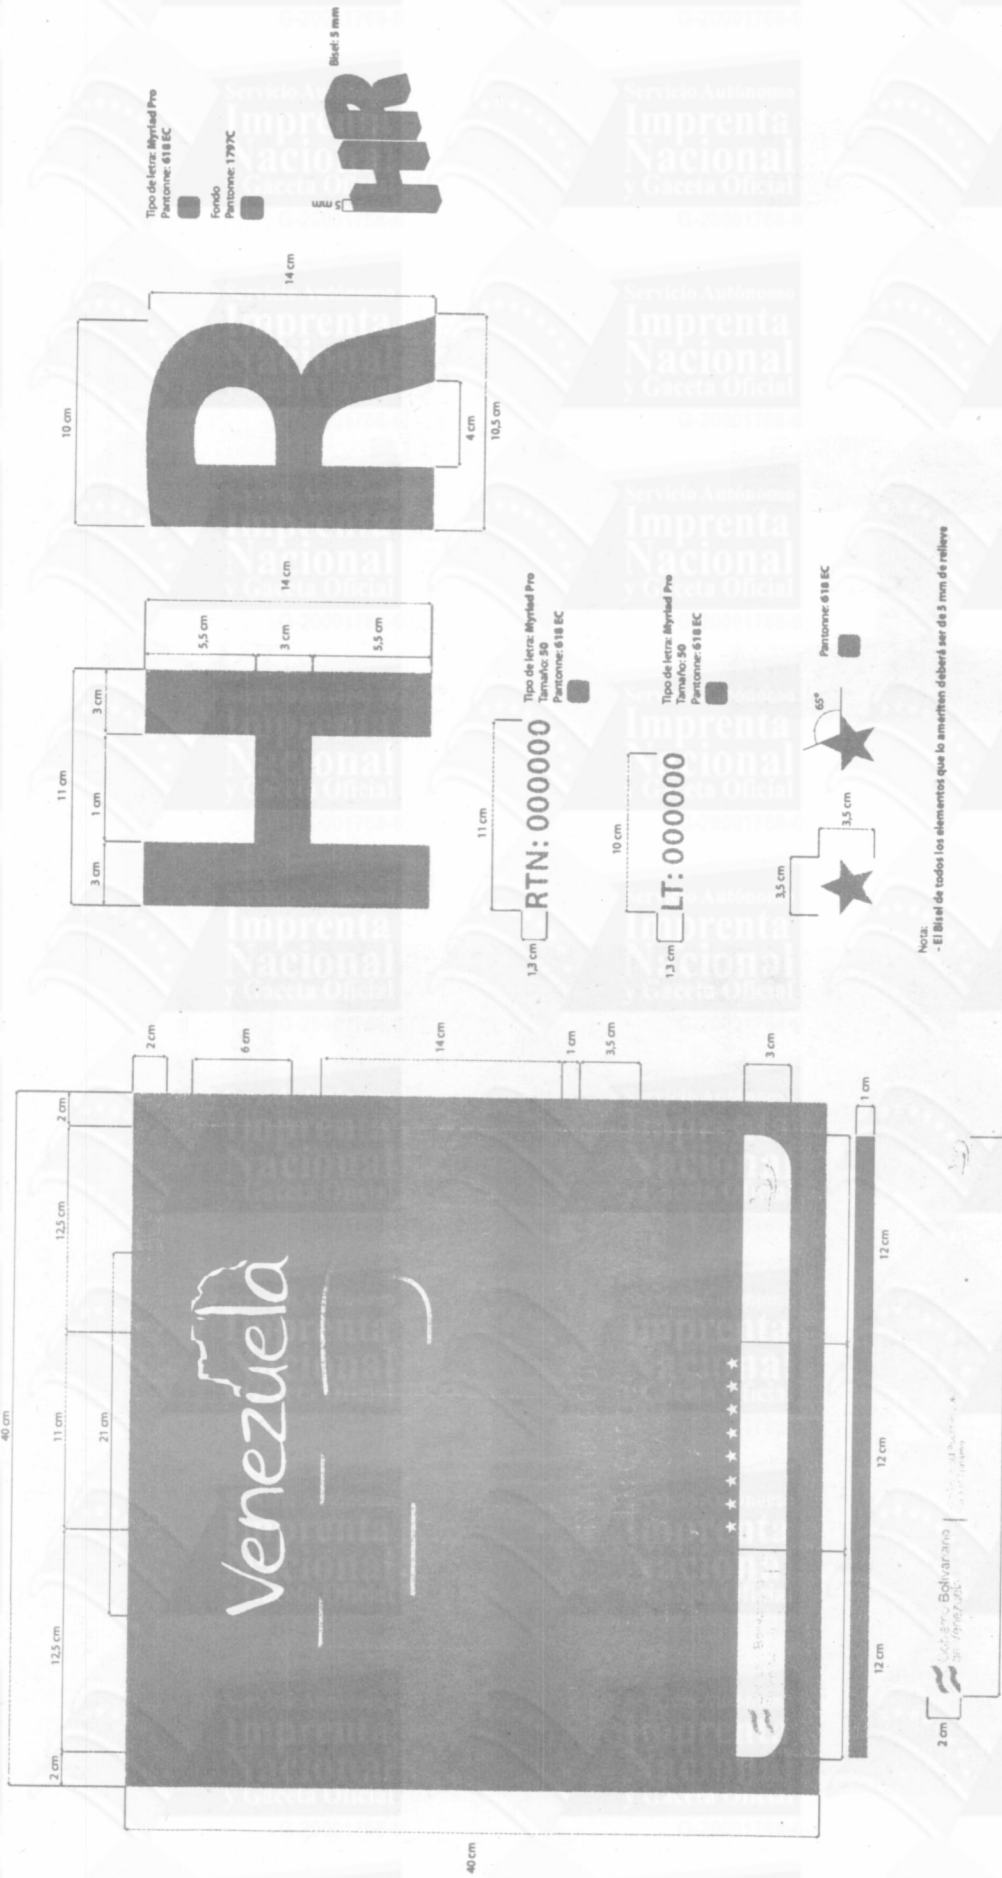 40 cm
2 cm
12,5 cm
11 cm
12,5 cm
2 cm
21 cm
40 cm
2 cm
6 cm
14 cm
1 cm
3,5 cm
3 cm
1 cm
Venezuela
12 cm
12 cm
12 cm
2 cm
Gobierno Bolivariano
de Venezuela
11 cm
3 cm
1 cm
3 cm
H
5,5 cm
3 cm
5,5 cm
14 cm
10 cm
R
14 cm
4 cm
10,5 cm
Tipo de letra: Myriad Pro
Pantonne: 618 EC
Fondo
Pantonne: 1797C
5 mm
HR
Bisel: 5 mm
11 cm
1,3 cm
RTN: 000000
Tipo de letra: Myriad Pro
Tamaño: 50
Pantonne: 618 EC
10 cm
1,3 cm
LT: 000000
Tipo de letra: Myriad Pro
Tamaño: 50
Pantonne: 618 EC
3,5 cm
3,5 cm
65°
Pantonne: 618 EC
Nota:
- El Bisel de todos los elementos que lo ameriten deberá ser de 5 mm de relieve
Servicio Autónomo
Imprenta
Nacional
y Gaceta Oficial